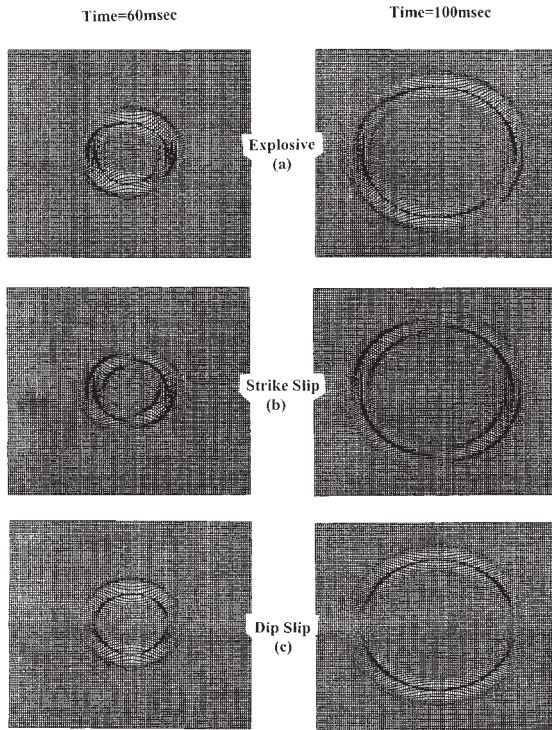 Time=60msec
Time=100msec
Explosive
(a)
Strike Slip
(b)
Dip Slip
(c)